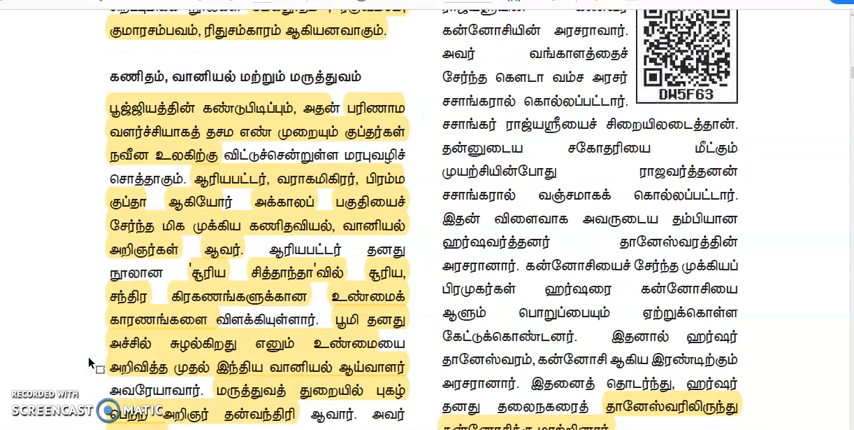 குமாரசம்பவம், ரிதுசம்காரம் ஆகியனவாகும்.
கணிதம், வானியல் மற்றும் மருத்துவம்
பூஜ்ஜியத்தின் கண்டுபிடிப்பும், அதன் பரிணாம
வளர்ச்சியாகத் தசம எண் முறையும் குப்தர்கள்
நவீன உலகிற்கு விட்டுச்சென்றுள்ள மரபுவழிச்
சொத்தாகும். ஆரியபட்டர், வராகமிகிரர், பிரம்ம
குப்தா ஆகியோர் அக்காலப் பகுதியைச்
சேர்ந்த மிக முக்கிய கணிதவியல், வானியல்
அறிஞர்கள் ஆவர். ஆரியபட்டர் தனது
நூலான 'சூரிய சித்தாந்தா'வில் சூரிய,
சந்திர கிரகணங்களுக்கான உண்மைக்
காரணங்களை விளக்கியுள்ளார். பூமி தனது
அச்சில் சுழல்கிறது எனும் உண்மையை
அறிவித்த முதல் இந்திய வானியல் ஆய்வாளர்
அவரேயாவார். மருத்துவத் துறையில் புகழ்
பெற்ற அறிஞர் தன்வந்திரி ஆவார். அவர்
கன்னோசியின் அரசராவார்.
அவர் வங்காளத்தைச்
சேர்ந்த கௌடா வம்ச அரசர்
சசாங்கரால் கொல்லப்பட்டார்.
சசாங்கர் ராஜ்யஸ்ரீயைச் சிறையிலடைத்தான்.
தன்னுடைய சகோதரியை மீட்கும்
முயற்சியின்போது ராஜவர்த்தனன்
சசாங்கரால் வஞ்சமாகக் கொல்லப்பட்டார்.
இதன் விளைவாக அவருடைய தம்பியான
ஹர்ஷவர்த்தனர் தானேஸ்வரத்தின்
அரசரானார். கன்னோசியைச் சேர்ந்த முக்கியப்
பிரமுகர்கள் ஹர்ஷரை கன்னோசியை
ஆளும் பொறுப்பையும் ஏற்றுக்கொள்ள
கேட்டுக்கொண்டனர். இதனால் ஹர்ஷர்
தானேஸ்வரம், கன்னோசி ஆகிய இரண்டிற்கும்
அரசரானார். இதனைத் தொடர்ந்து, ஹர்ஷர்
தனது தலைநகரைத் தானேஸ்வரிலிருந்து
DW5F63
RECORDED WITH
SCREENCAST MATIC